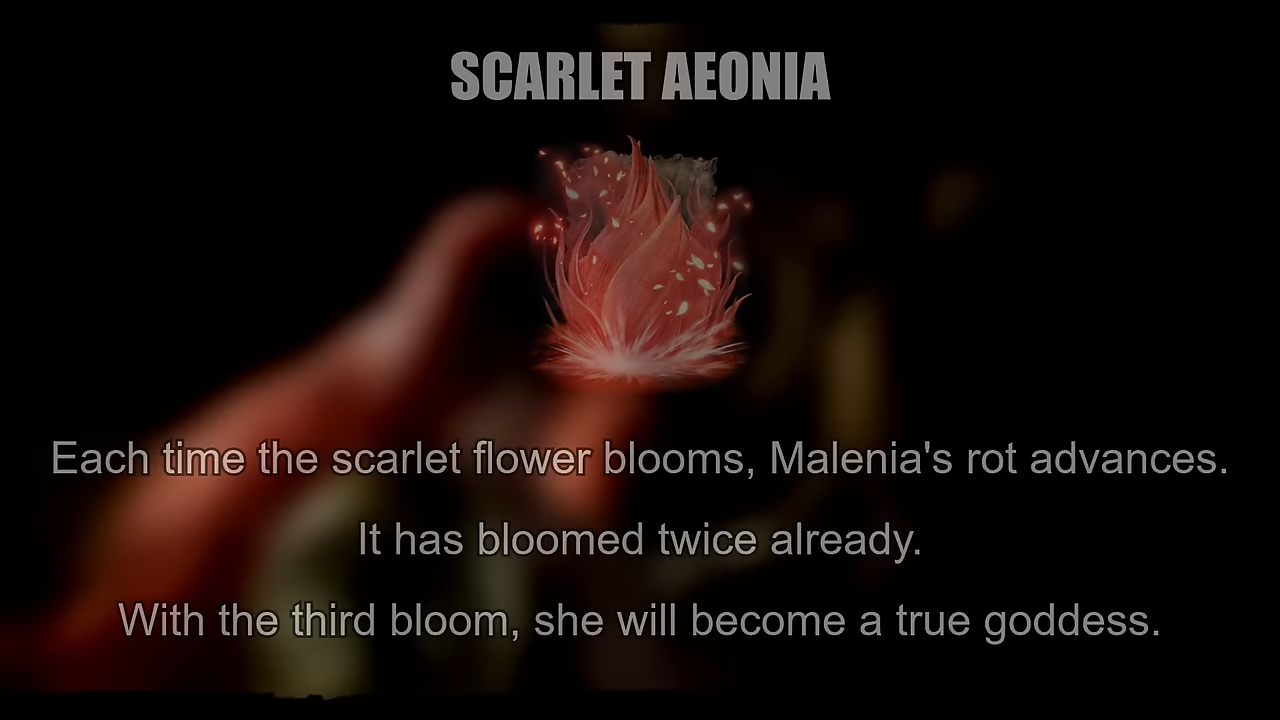 SCARLET AEONIA
Each time the scarlet flower blooms, Malenia's rot advances.
It has bloomed twice already.
With the third bloom, she will become a true goddess.